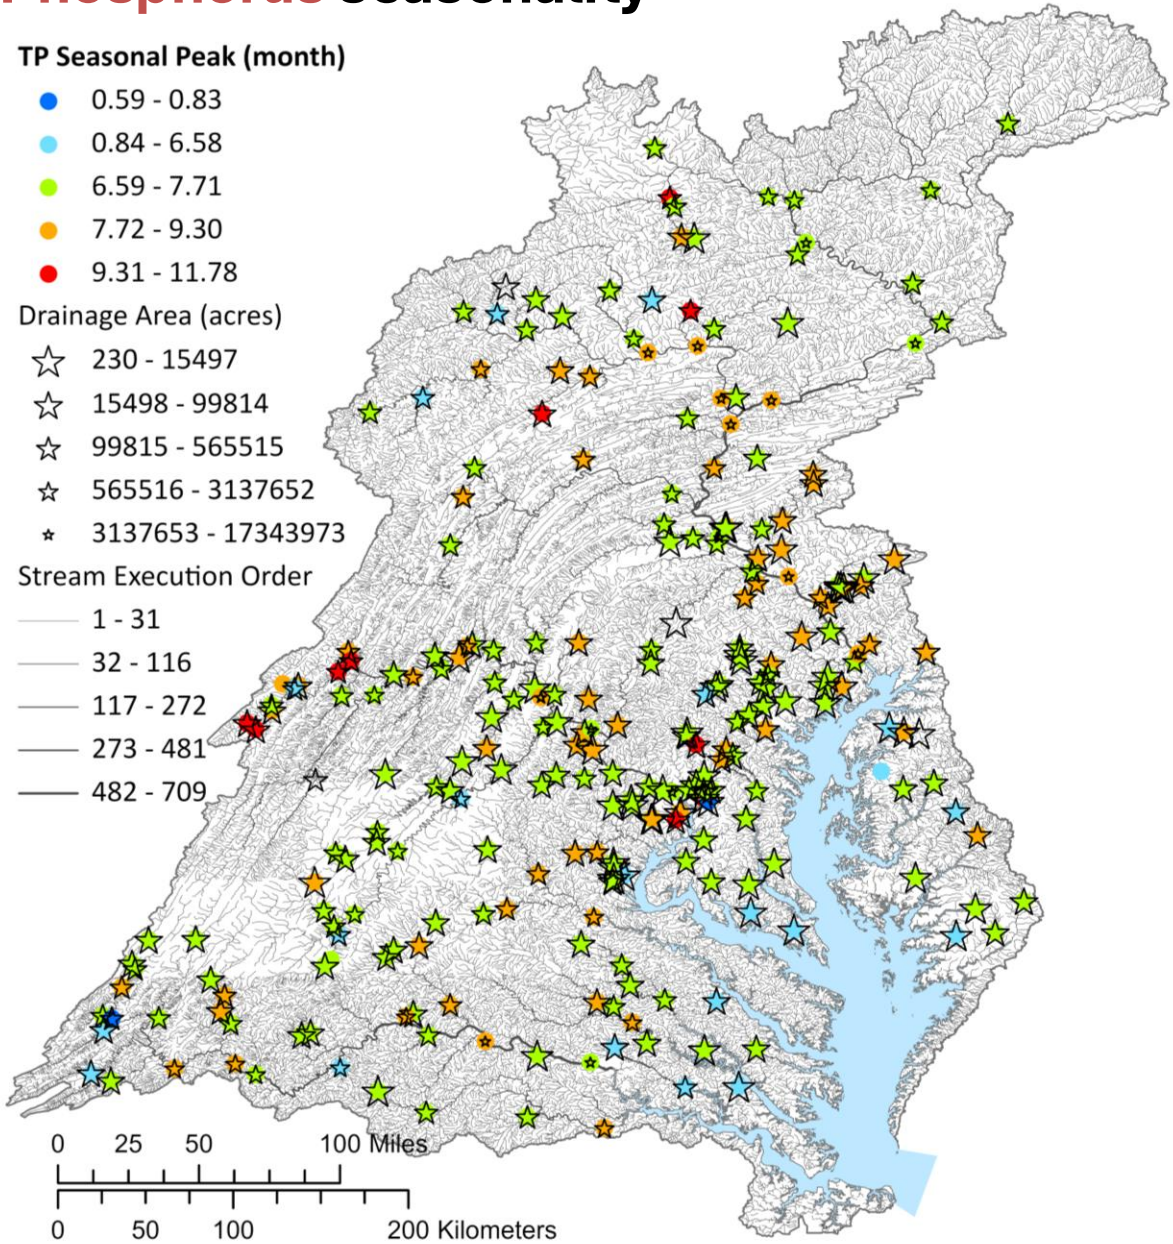 Phosphorus seasonality
TP Seasonal Peak (month)
0.59 - 0.83
0.84 - 6.58
6.59 - 7.71
7.72 - 9.30
9.31 - 11.78
Drainage Area (acres)
230 - 15497
15498 - 99814
99815 - 565515
565516 - 3137652
3137653 - 17343973
Stream Execution Order
1 - 31
32 - 116
117 - 272
273 - 481
482 - 709
0 25 50 100 Miles
0 50 100 200 Kilometers